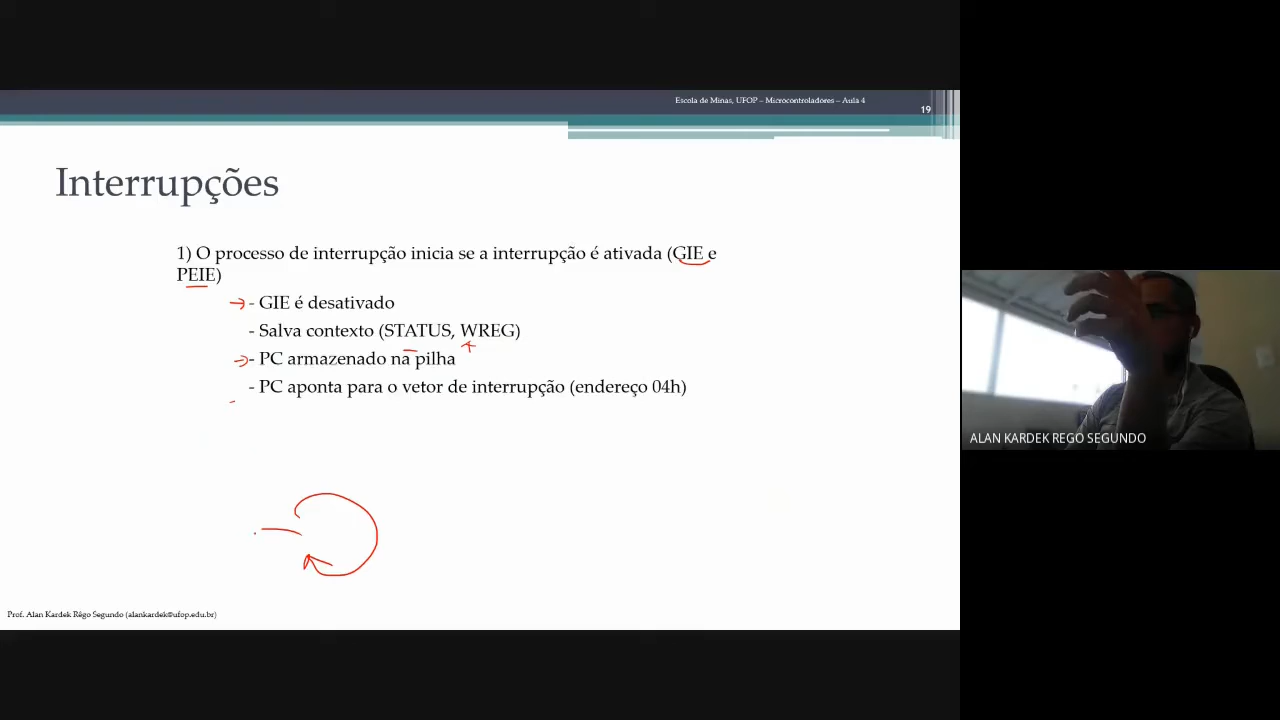 Escola de Minas, UFOP – Microcontroladores – Aula 4
19
Interrupções
1) O processo de interrupção inicia se a interrupção é ativada (GIE e
PEIE)
- GIE é desativado
- Salva contexto (STATUS, WREG)
- PC armazenado na pilha
- PC aponta para o vetor de interrupção (endereço 04h)
ALAN KARDEK REGO SEGUNDO
Prof. Alan Kardek Rêgo Segundo (alankardek@ufop.edu.br)